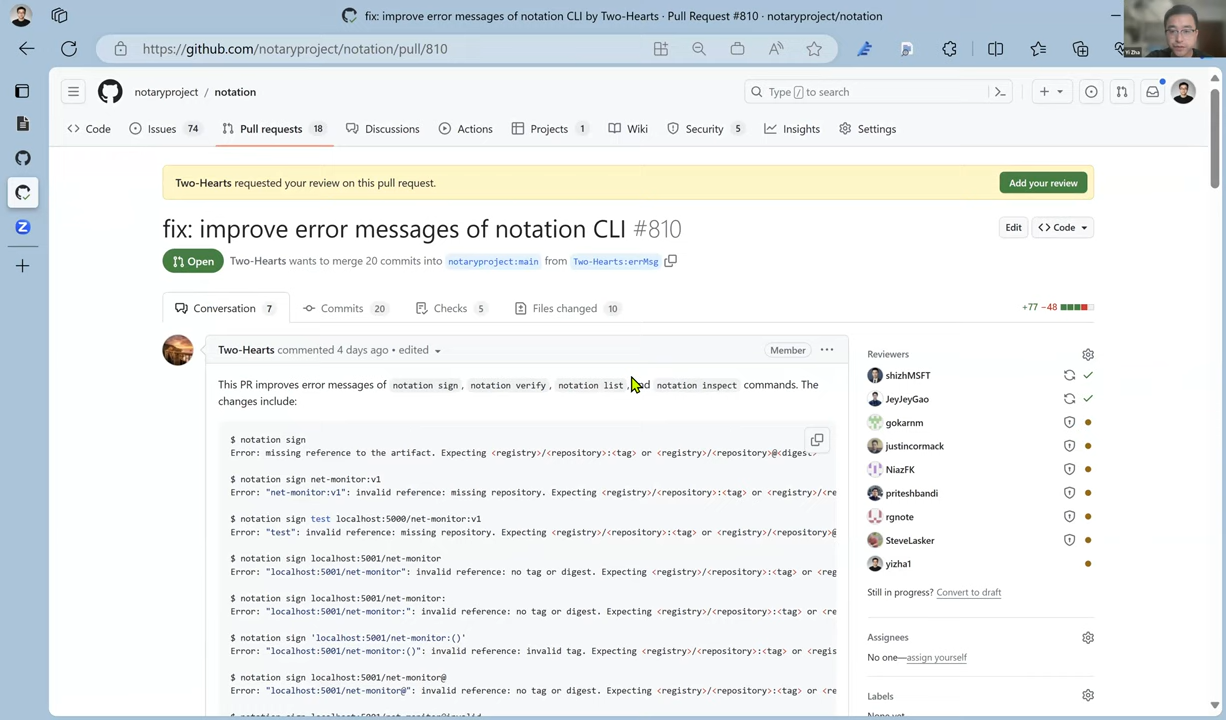 fix: improve error messages of notation CLI by Two-Hearts · Pull Request #810 · notaryproject/notation
https://github.com/notaryproject/notation/pull/810
Yi Zha
notaryproject / notation
Type / to search
Code
Issues 74
Pull requests 18
Discussions
Actions
Projects 1
Wiki
Security 5
Insights
Settings
Two-Hearts requested your review on this pull request.
Add your review
fix: improve error messages of notation CLI #810
Edit
<> Code
Open
Two-Hearts wants to merge 20 commits into notaryproject:main from Two-Hearts:errMsg
Conversation 7
Commits 20
Checks 5
Files changed 10
+77 −48
Two-Hearts commented 4 days ago • edited
Member
This PR improves error messages of notation sign, notation verify, notation list, and notation inspect commands. The
changes include:
$ notation sign
Error: missing reference to the artifact. Expecting <registry>/<repository>:<tag> or <registry>/<repository>@<digest>
$ notation sign net-monitor:v1
Error: "net-monitor:v1": invalid reference: missing repository. Expecting <registry>/<repository>:<tag> or <registry>/<re
$ notation sign test localhost:5000/net-monitor:v1
Error: "test": invalid reference: missing repository. Expecting <registry>/<repository>:<tag> or <registry>/<repository>@
$ notation sign localhost:5001/net-monitor
Error: "localhost:5001/net-monitor": invalid reference: no tag or digest. Expecting <registry>/<repository>:<tag> or <reg
$ notation sign localhost:5001/net-monitor:
Error: "localhost:5001/net-monitor:": invalid reference: no tag or digest. Expecting <registry>/<repository>:<tag> or <re
$ notation sign 'localhost:5001/net-monitor:()'
Error: "localhost:5001/net-monitor:()": invalid reference: invalid tag. Expecting <registry>/<repository>:<tag> or <regis
$ notation sign localhost:5001/net-monitor@
Error: "localhost:5001/net-monitor@": invalid reference: no tag or digest. Expecting <registry>/<repository>:<tag> or <re
Reviewers
shizhMSFT
JeyJeyGao
gokarnm
justincormack
NiazFK
priteshbandi
rgnote
SteveLasker
yizha1
Still in progress? Convert to draft
Assignees
No one—assign yourself
Labels